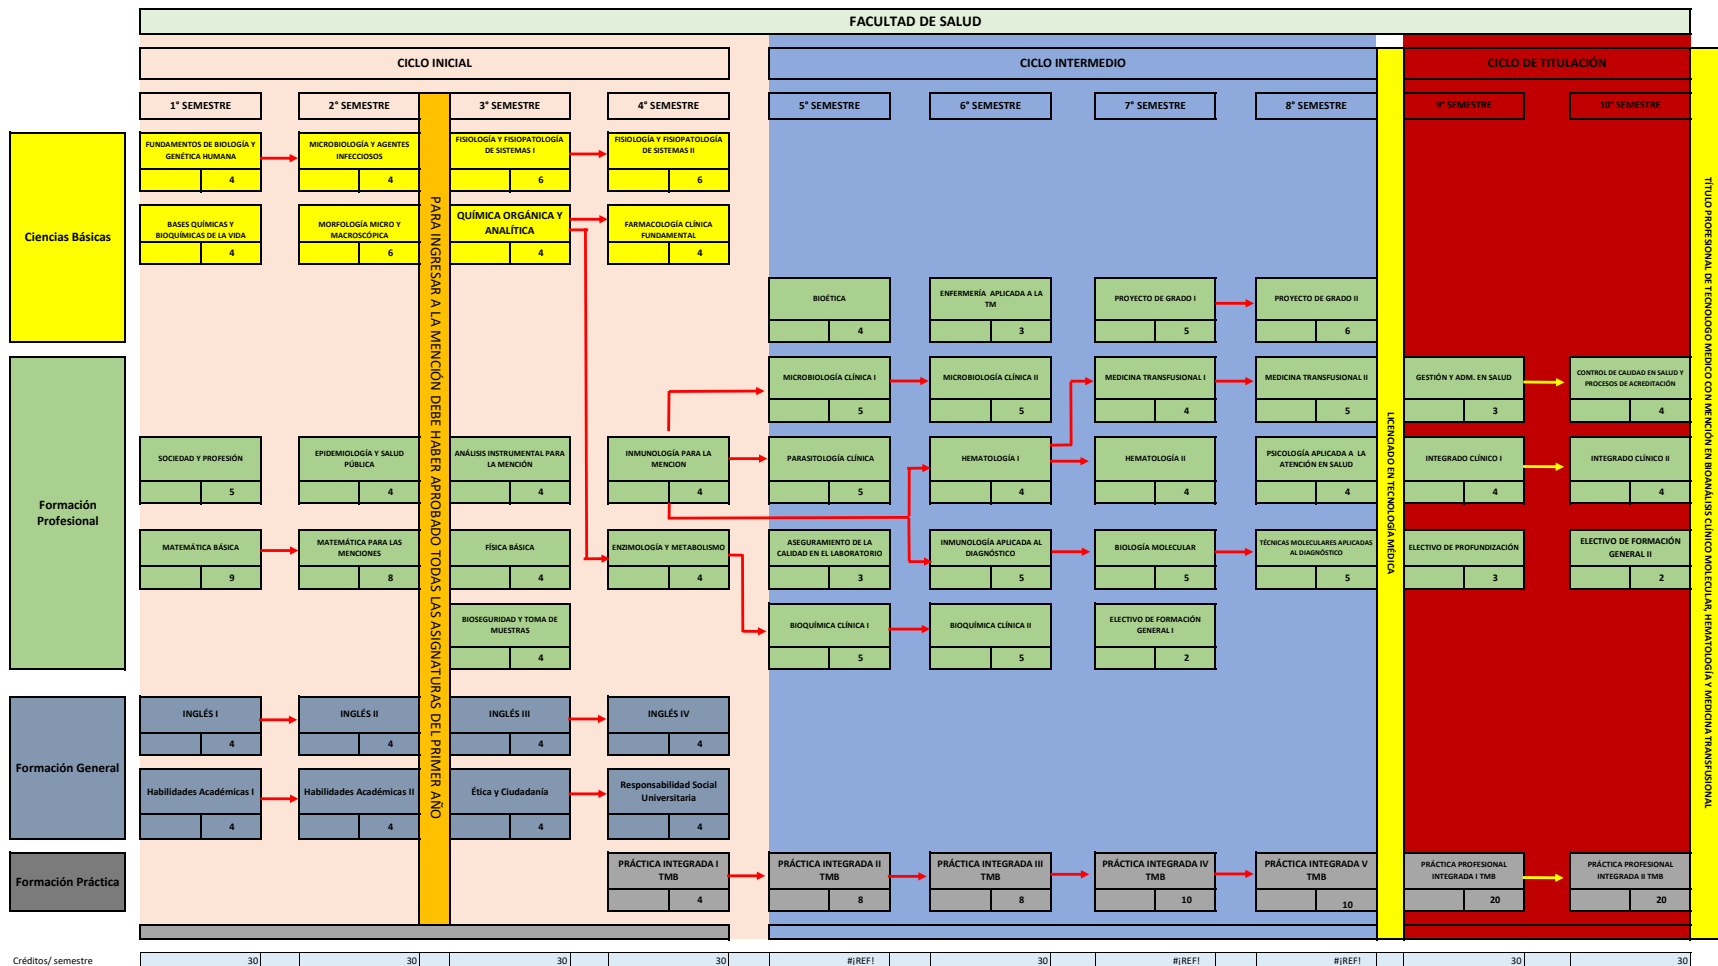 FACULTAD DE SALUD
CICLO INICIAL
CICLO INTERMEDIO
CICLO DE TITULACIÓN
1° SEMESTRE
2° SEMESTRE
3° SEMESTRE
4° SEMESTRE
5° SEMESTRE
6° SEMESTRE
7° SEMESTRE
8° SEMESTRE
9° SEMESTRE
10° SEMESTRE
Ciencias Básicas
FUNDAMENTOS DE BIOLOGÍA Y
GENÉTICA HUMANA
4
MICROBIOLOGÍA Y AGENTES
INFECCIOSOS
4
FISIOLOGÍA Y FISIOPATOLOGÍA
DE SISTEMAS I
6
FISIOLOGÍA Y FISIOPATOLOGÍA
DE SISTEMAS II
6
BASES QUÍMICAS Y
BIOQUÍMICAS DE LA VIDA
4
MORFOLOGÍA MICRO Y
MACROSCÓPICA
6
QUÍMICA ORGÁNICA Y
ANALÍTICA
4
FARMACOLOGÍA CLÍNICA
FUNDAMENTAL
4
BIOÉTICA
4
ENFERMERÍA APLICADA A LA
TM
3
PROYECTO DE GRADO I
5
PROYECTO DE GRADO II
6
Formación
Profesional
MICROBIOLOGÍA CLÍNICA I
5
MICROBIOLOGÍA CLÍNICA II
5
MEDICINA TRANSFUSIONAL I
4
MEDICINA TRANSFUSIONAL II
5
GESTIÓN Y ADM. EN SALUD
3
CONTROL DE CALIDAD EN SALUD Y
PROCESOS DE ACREDITACIÓN
4
SOCIEDAD Y PROFESIÓN
5
EPIDEMIOLOGÍA Y SALUD
PÚBLICA
4
ANÁLISIS INSTRUMENTAL PARA
LA MENCIÓN
4
INMUNOLOGÍA PARA LA
MENCION
4
PARASITOLOGÍA CLÍNICA
5
HEMATOLOGÍA I
4
HEMATOLOGÍA II
4
PSICOLOGÍA APLICADA A LA
ATENCIÓN EN SALUD
4
INTEGRADO CLÍNICO I
4
INTEGRADO CLÍNICO II
4
MATEMÁTICA BÁSICA
9
MATEMÁTICA PARA LAS
MENCIONES
8
FÍSICA BÁSICA
4
ENZIMOLOGÍA Y METABOLISMO
4
ASEGURAMIENTO DE LA
CALIDAD EN EL LABORATORIO
3
INMUNOLOGÍA APLICADA AL
DIAGNÓSTICO
5
BIOLOGÍA MOLECULAR
5
TÉCNICAS MOLECULARES APLICADAS
AL DIAGNÓSTICO
5
ELECTIVO DE PROFUNDIZACIÓN
3
ELECTIVO DE FORMACIÓN
GENERAL II
2
BIOSEGURIDAD Y TOMA DE
MUESTRAS
4
BIOQUÍMICA CLÍNICA I
5
BIOQUÍMICA CLÍNICA II
5
ELECTIVO DE FORMACIÓN
GENERAL I
2
Formación General
INGLÉS I
4
INGLÉS II
4
INGLÉS III
4
INGLÉS IV
4
Habilidades Académicas I
4
Habilidades Académicas II
4
Ética y Ciudadanía
4
Responsabilidad Social
Universitaria
4
Formación Práctica
PRÁCTICA INTEGRADA I
TMB
4
PRÁCTICA INTEGRADA II
TMB
8
PRÁCTICA INTEGRADA III
TMB
8
PRÁCTICA INTEGRADA IV
TMB
10
PRÁCTICA INTEGRADA V
TMB
10
PRÁCTICA PROFESIONAL
INTEGRADA I TMB
20
PRÁCTICA PROFESIONAL
INTEGRADA II TMB
20
PARA INGRESAR A LA MENCIÓN DEBE HABER APROBADO TODAS LAS ASIGNATURAS DEL PRIMER AÑO
LICENCIADO EN TECNOLOGÍA MÉDICA
TÍTULO PROFESIONAL DE TECNOLOGO MEDICO CON MENCIÓN EN BIOANÁLISIS CLÍNICO MOLECULAR, HEMATOLOGÍA Y MEDICINA TRANSFUSIONAL
Créditos/ semestre
30
30
30
30
#¡REF!
30
#¡REF!
#¡REF!
30
30